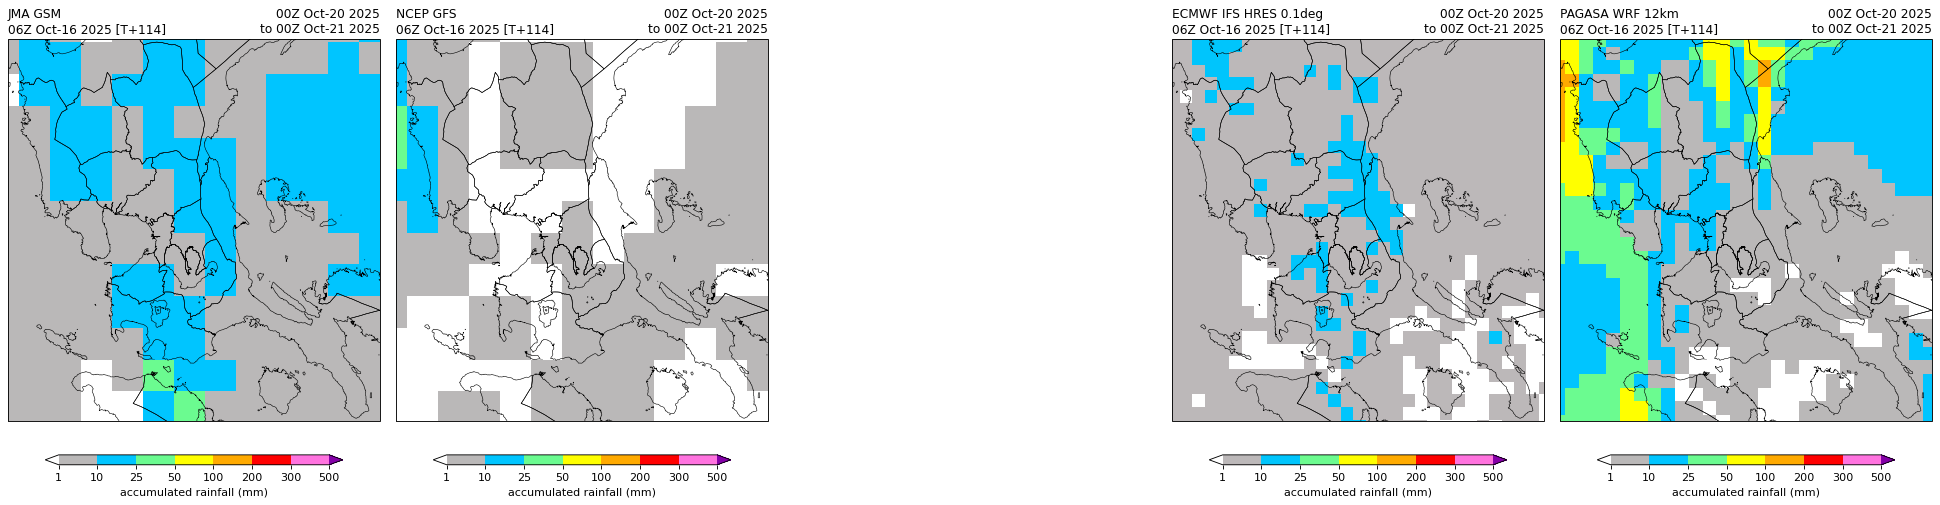 JMA GSM 00Z Oct-20 2025
06Z Oct-16 2025 [T+114] to 00Z Oct-21 2025
NCEP GFS 00Z Oct-20 2025
06Z Oct-16 2025 [T+114] to 00Z Oct-21 2025
ECMWF IFS HRES 0.1deg 00Z Oct-20 2025
06Z Oct-16 2025 [T+114] to 00Z Oct-21 2025
PAGASA WRF 12km 00Z Oct-20 2025
06Z Oct-16 2025 [T+114] to 00Z Oct-21 2025
1 10 25 50 100 200 300 500
accumulated rainfall (mm)
1 10 25 50 100 200 300 500
accumulated rainfall (mm)
1 10 25 50 100 200 300 500
accumulated rainfall (mm)
1 10 25 50 100 200 300 500
accumulated rainfall (mm)